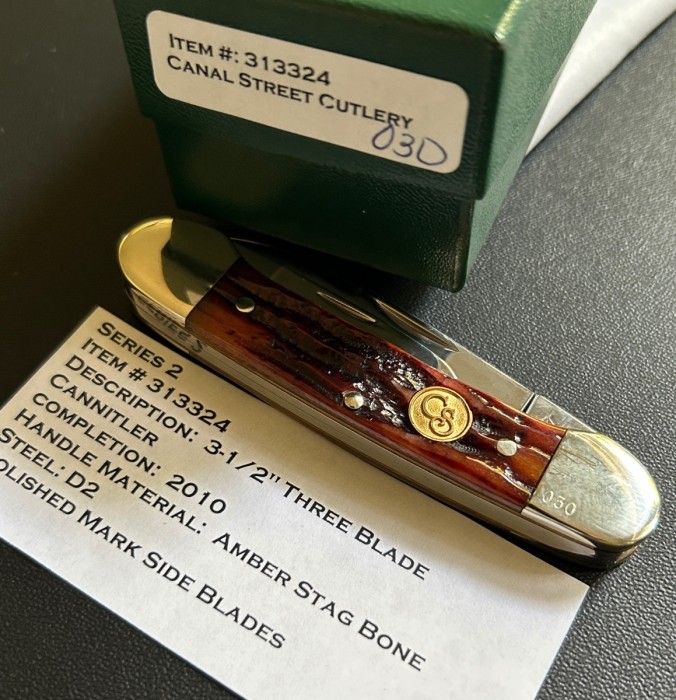 ITEM #: 313324
CANAL STREET CUTLERY
030
SERIES 2
ITEM # 313324
DESCRIPTION: 3-1/2" THREE BLADE
CANNITLER
COMPLETION: 2010
HANDLE MATERIAL: AMBER STAG BONE
STEEL: D2
OLISHED MARK SIDE BLADES
CS
030